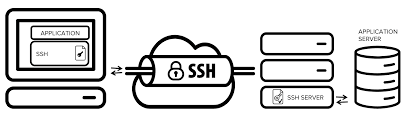 APPLICATION
SSH
SSH
SSH SERVER
APPLICATION
SERVER